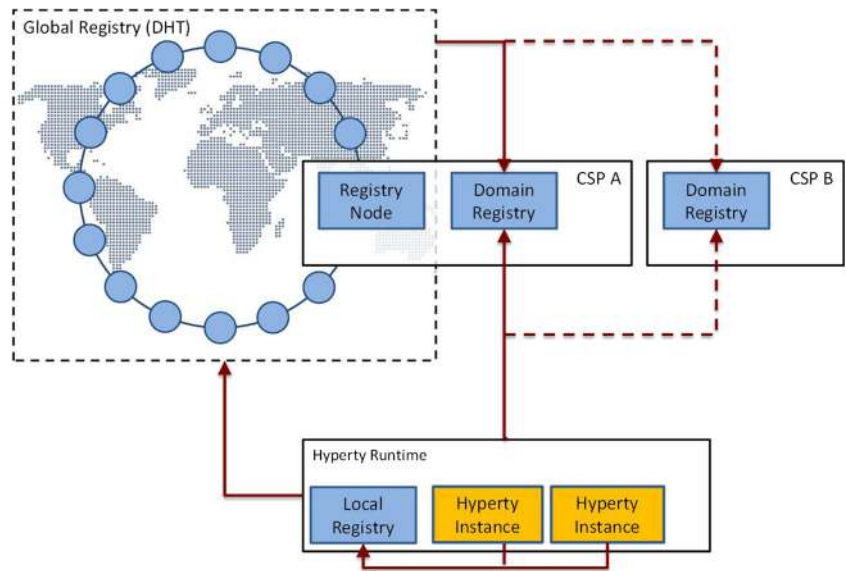 Global Registry (DHT)
Registry
Node
Domain
Registry
CSP A
Domain
Registry
CSP B
Hyperty Runtime
Local
Registry
Hyperty
Instance
Hyperty
Instance